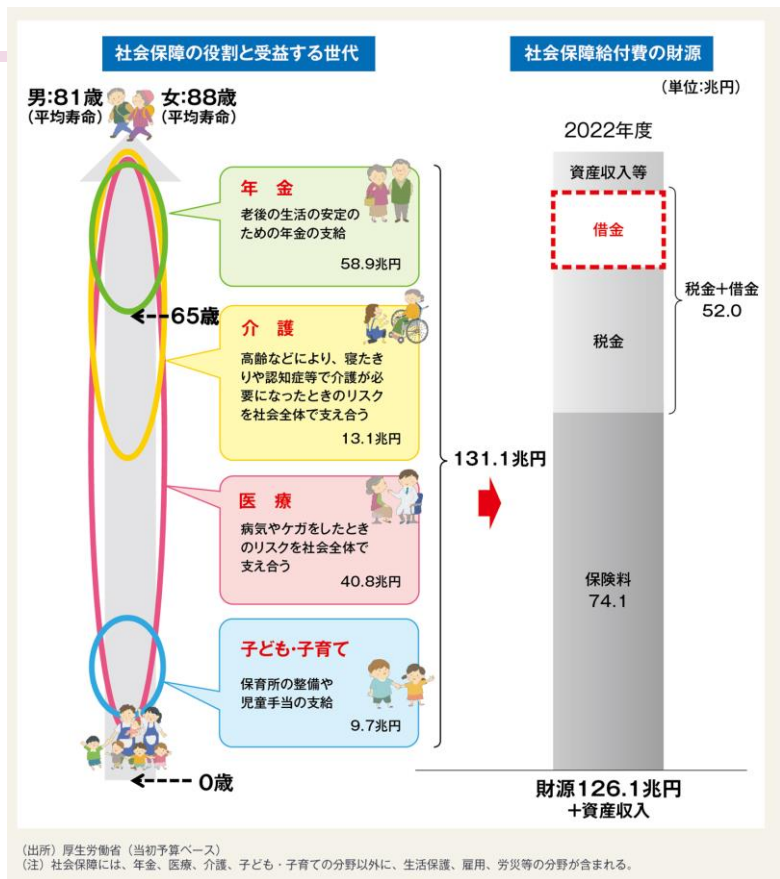 社会保障の役割と受益する世代
男:81歳
(平均寿命)
女:88歳
(平均寿命)
年 金
老後の生活の安定の
ための年金の支給
58.9兆円
65歳
介 護
高齢などにより、寝たき
りや認知症等で介護が必
要になったときのリスク
を社会全体で支え合う
13.1兆円
医 療
病気やケガをしたとき
のリスクを社会全体で
支え合う
40.8兆円
子ども・子育て
保育所の整備や
児童手当の支給
9.7兆円
0歳
131.1兆円
社会保障給付費の財源
(単位:兆円)
2022年度
資産収入等
借金
税金
税金+借金
52.0
保険料
74.1
財源126.1兆円
+資産収入
(出所)厚生労働省(当初予算ベース)
(注)社会保障には、年金、医療、介護、子ども・子育ての分野以外に、生活保護、雇用、労災等の分野が含まれる。